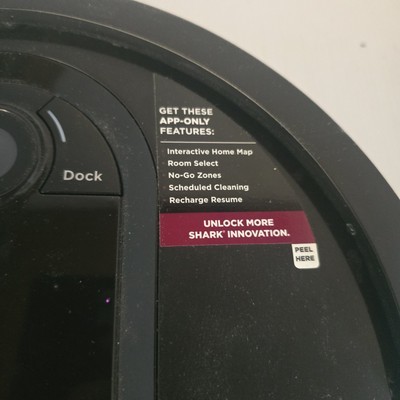 GET THESE
APP-ONLY
FEATURES:
Interactive Home Map
Room Select
No-Go Zones
Scheduled Cleaning
Recharge Resume
UNLOCK MORE
SHARK® INNOVATION.
PEEL
HERE
Dock